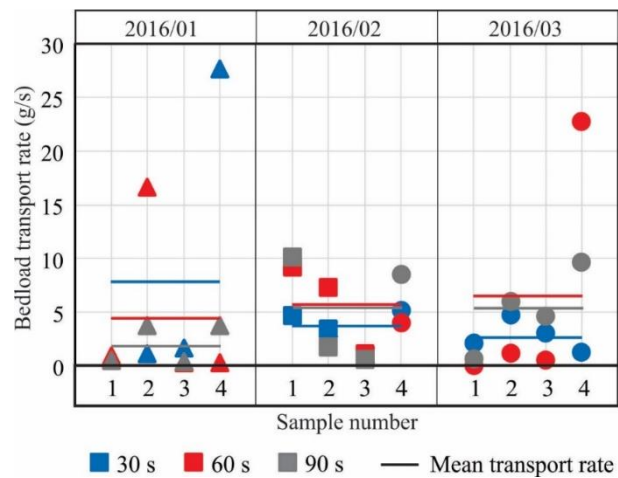 2016/01 2016/02 2016/03
30
25
20
15
10
5
0
Bedload transport rate (g/s)
1 2 3 4 1 2 3 4 1 2 3 4
Sample number
30 s 60 s 90 s Mean transport rate